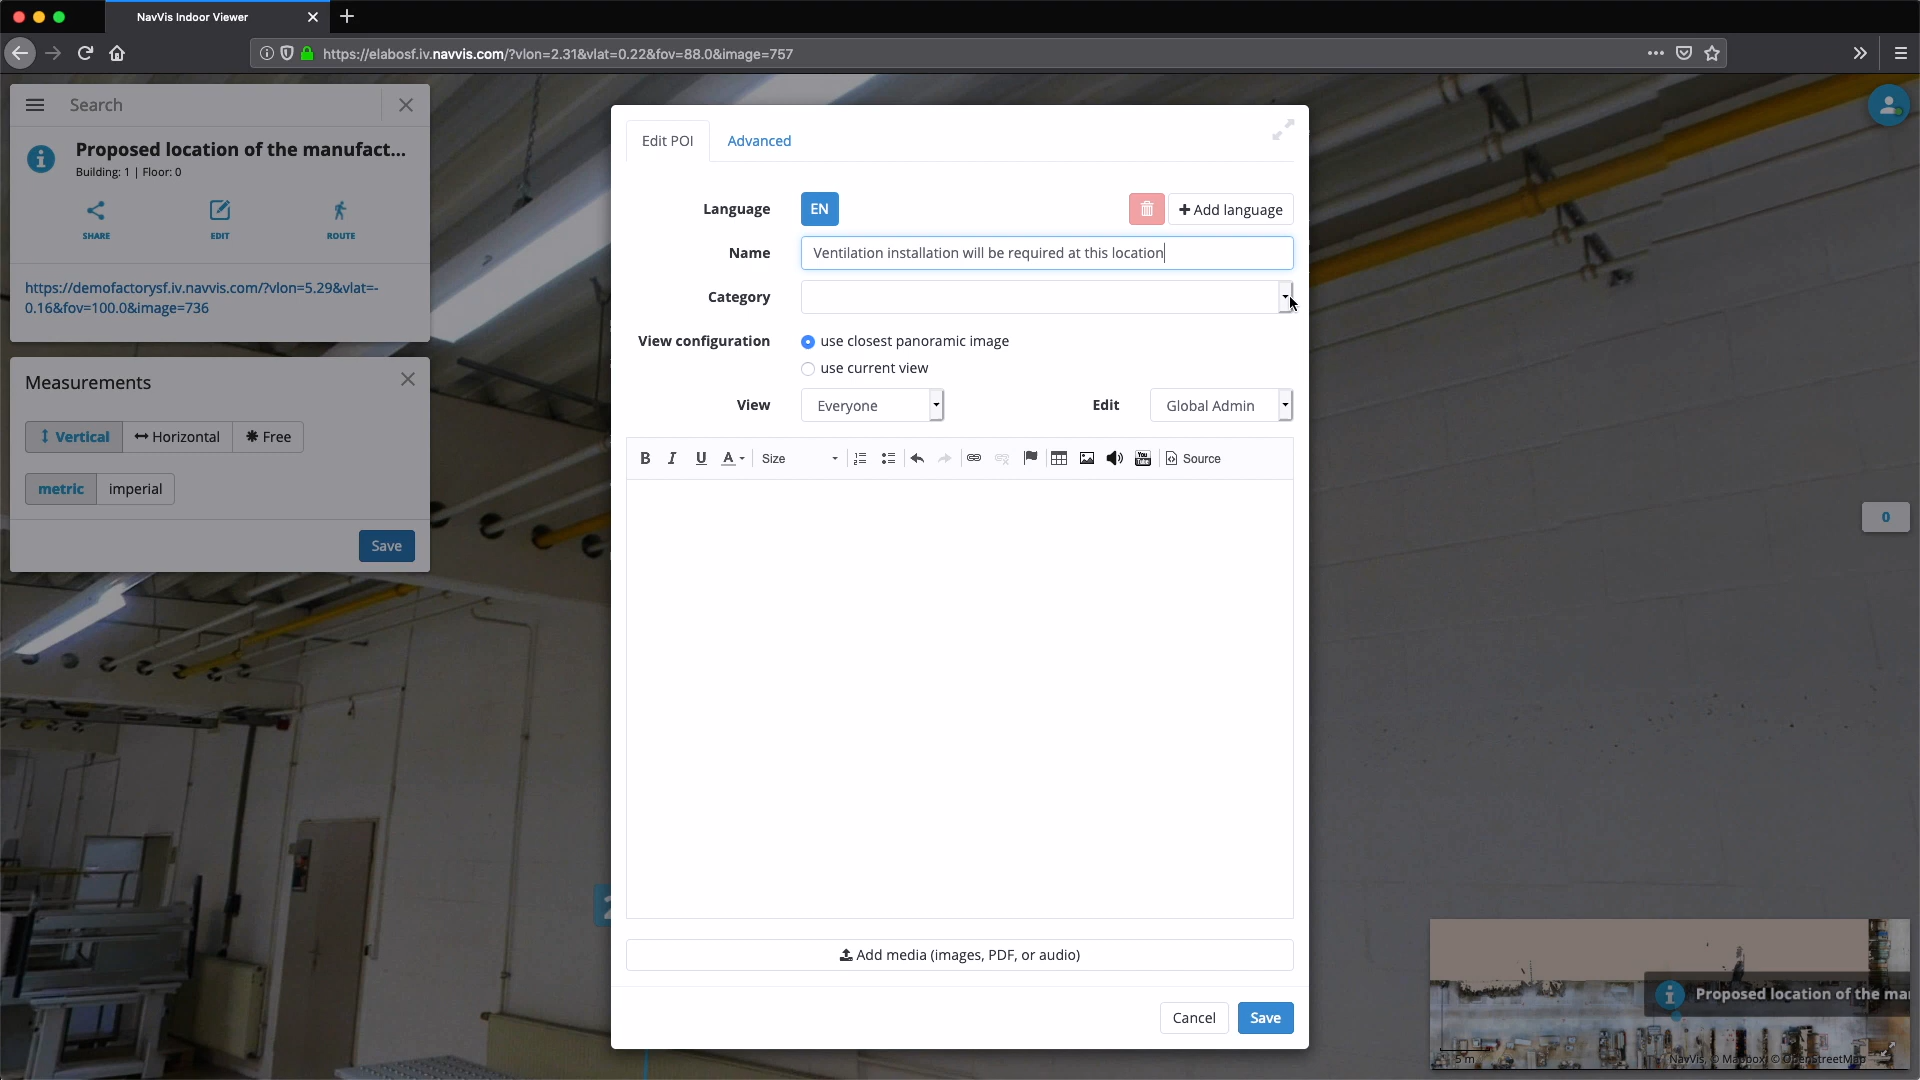 NavVis Indoor Viewer
https://elabosf.iv.navvis.com/?vlon=2.31&vlat=0.22&fov=88.0&image=757
Search
Proposed location of the manufact...
Building: 1 | Floor: 0
SHARE EDIT ROUTE
https://demofactorysf.iv.navvis.com/?vlon=5.29&vlat=-
0.16&fov=100.0&image=736
Measurements
Vertical Horizontal Free
metric imperial
Save
Edit POI Advanced
Language EN Add language
Name Ventilation installation will be required at this location
Category
View configuration use closest panoramic image
use current view
View Everyone Edit Global Admin
B I U A Size Source
Add media (images, PDF, or audio)
Cancel Save
0
2
Proposed location of the ma
5 m NavVis, © Mapbox, © OpenStreetMap